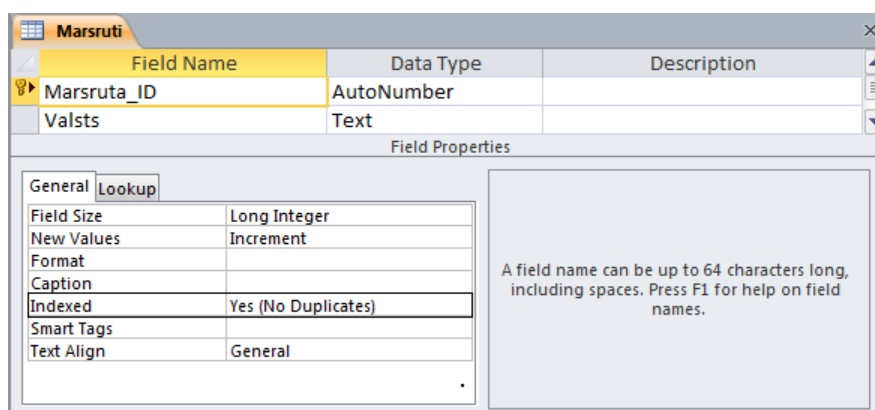 Marsruti
Field Name Data Type Description
Marsruta_ID AutoNumber
Valsts Text
Field Properties
General Lookup
Field Size Long Integer
New Values Increment
Format
Caption
Indexed Yes (No Duplicates)
Smart Tags
Text Align General
A field name can be up to 64 characters long,
including spaces. Press F1 for help on field
names.